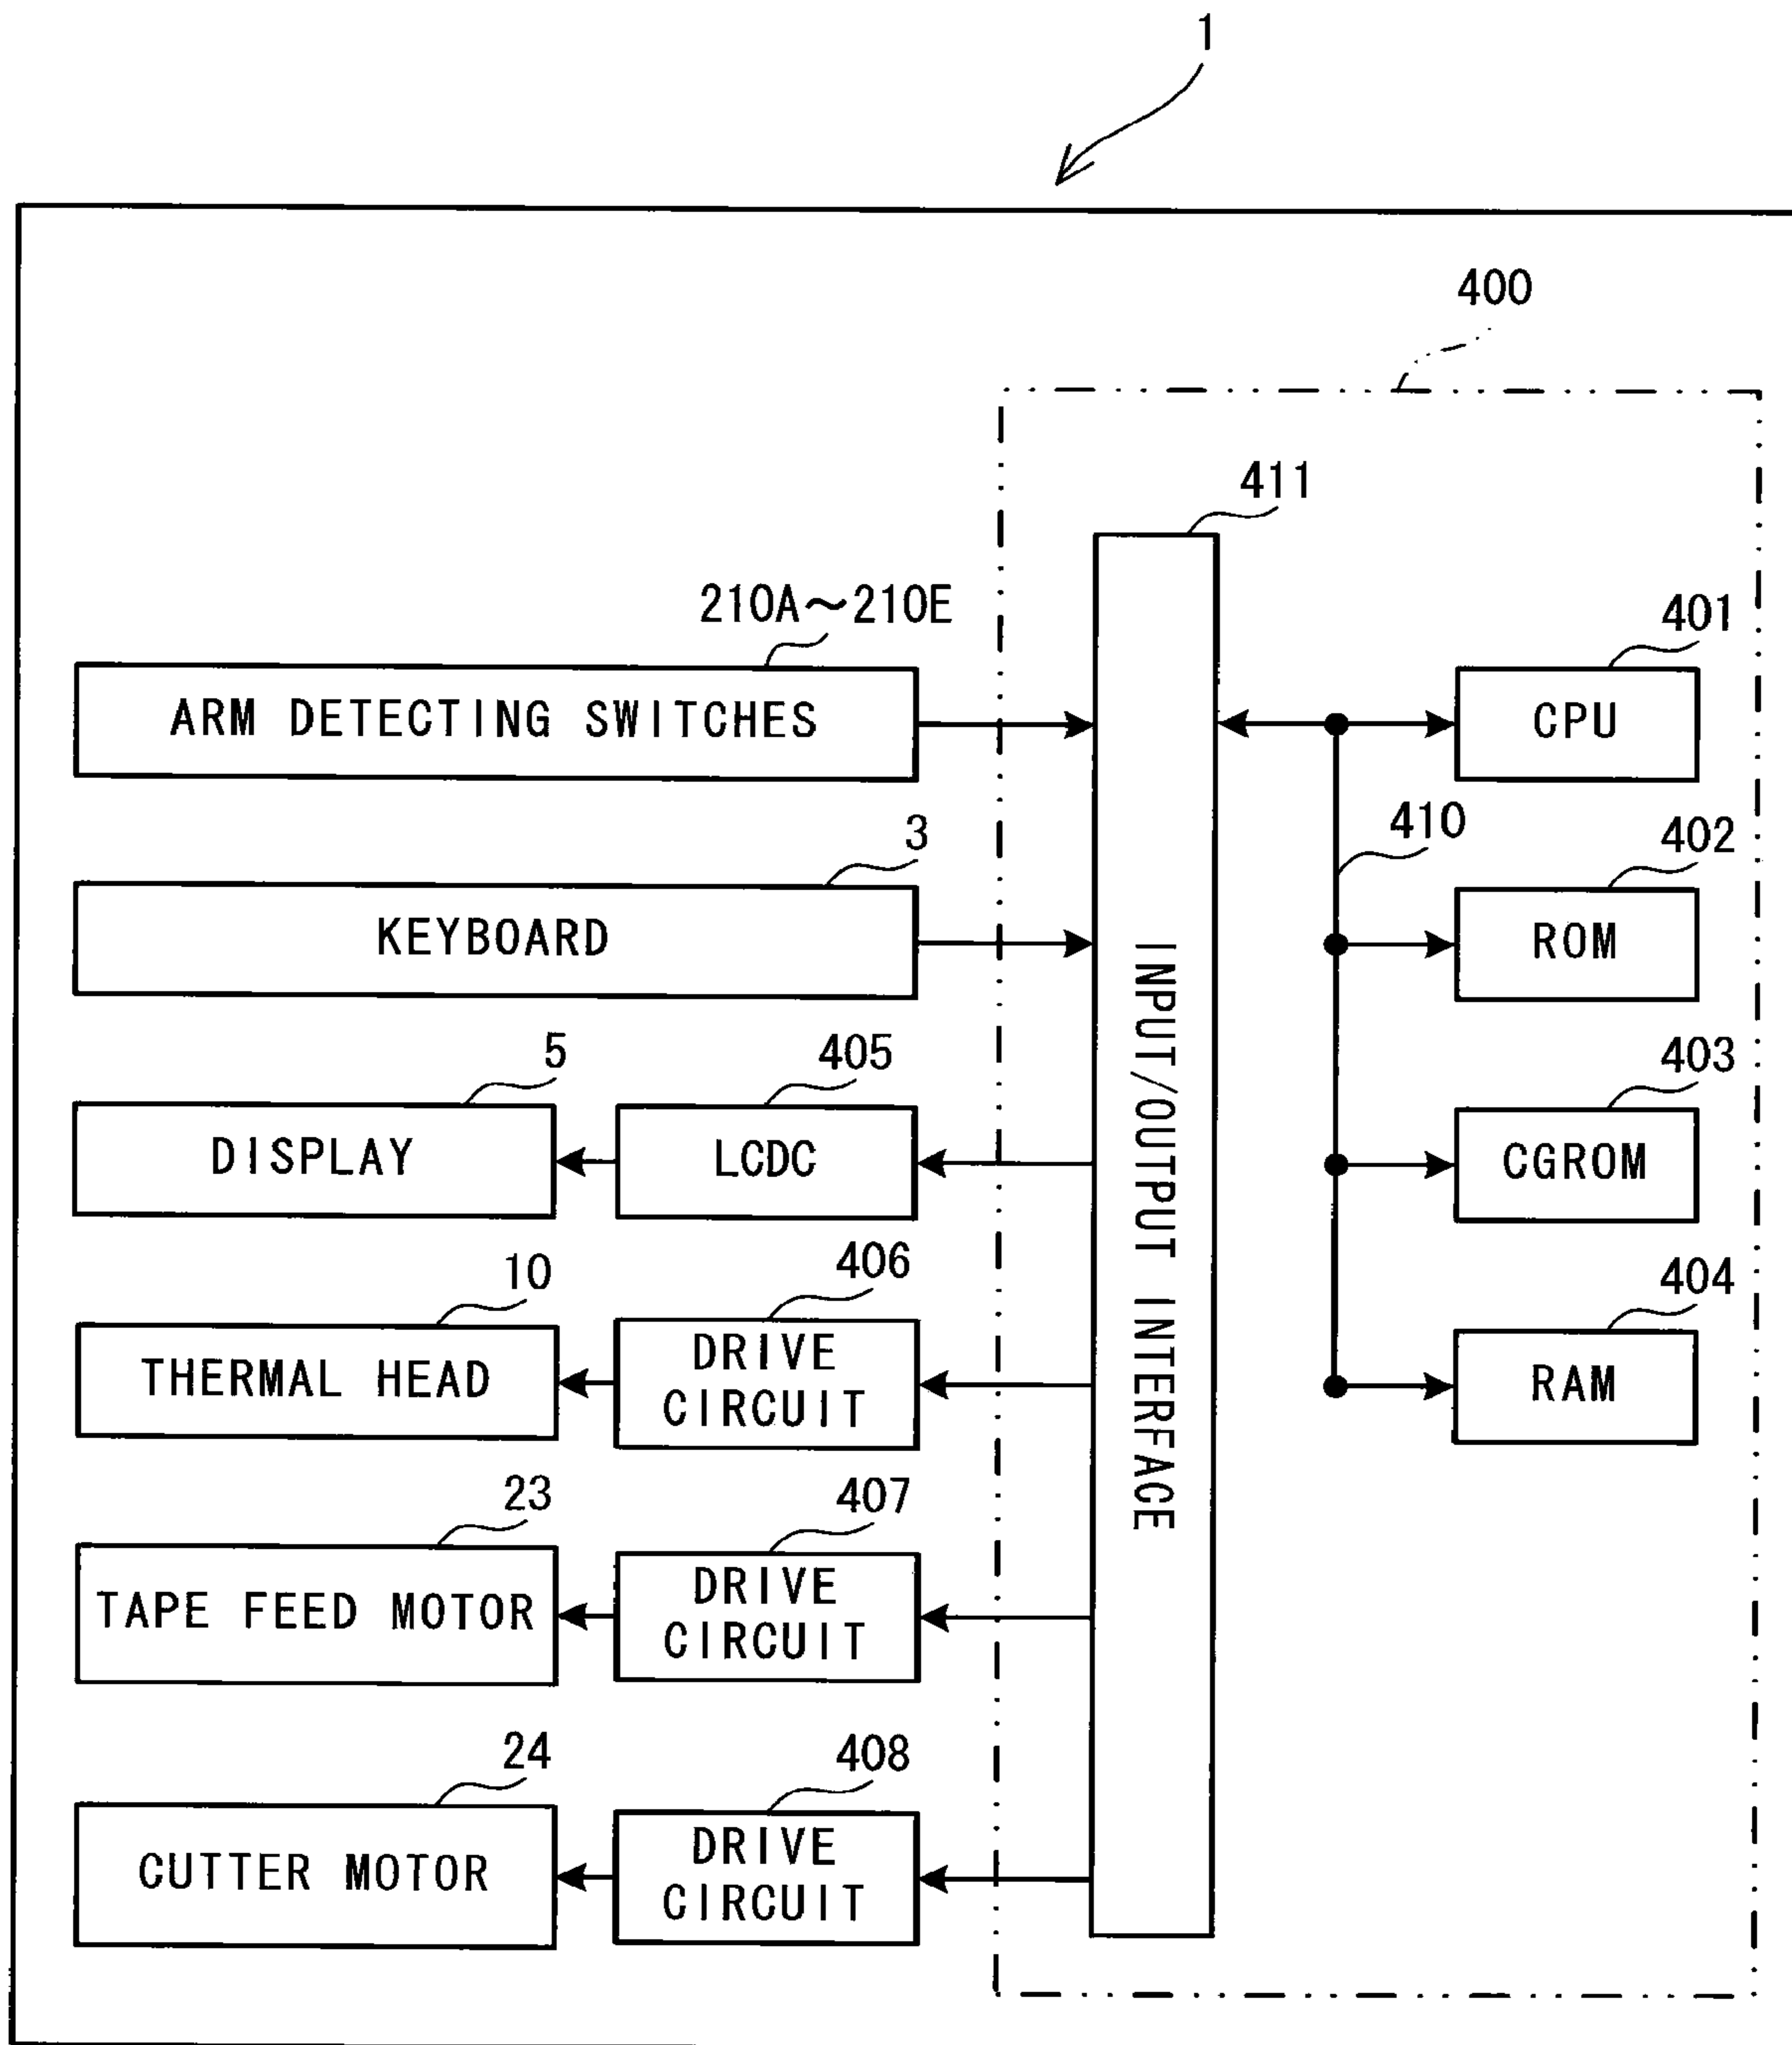 1
400
411
210A～210E
401
ARM DETECTING SWITCHES
CPU
410
3
402
KEYBOARD
ROM
INPUT/OUTPUT INTERFACE
5
405
403
DISPLAY
LCDC
CGROM
10
406
404
THERMAL HEAD
DRIVE
CIRCUIT
RAM
23
407
TAPE FEED MOTOR
DRIVE
CIRCUIT
24
408
CUTTER MOTOR
DRIVE
CIRCUIT